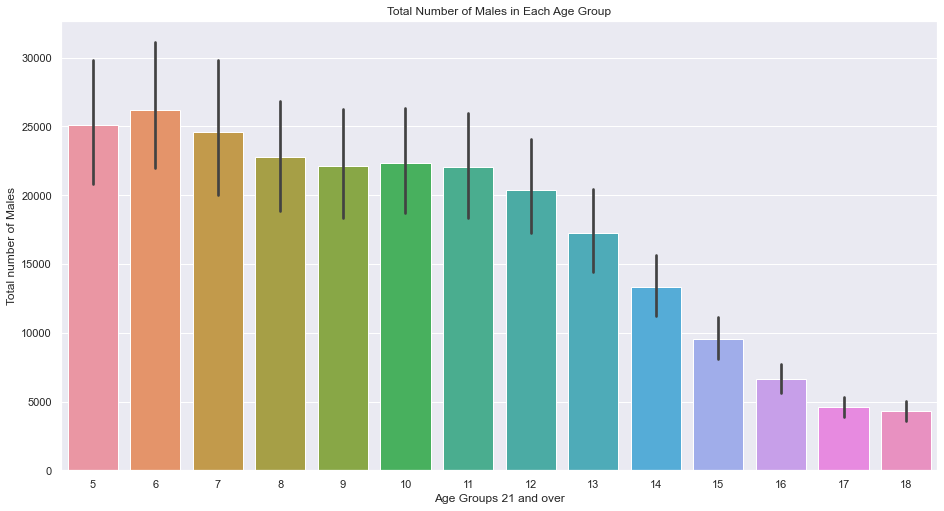 Total Number of Males in Each Age Group
Total number of Males
30000
25000
20000
15000
10000
5000
0
5 6 7 8 9 10 11 12 13 14 15 16 17 18
Age Groups 21 and over